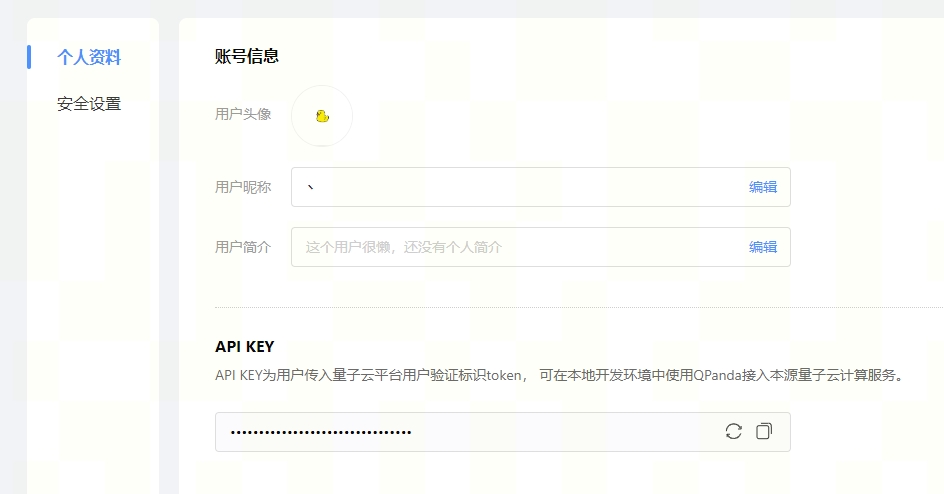 个人资料
安全设置
账号信息
用户头像
用户昵称
丶
编辑
用户简介
这个用户很懒，还没有个人简介
编辑
API KEY
API KEY为用户传入量子云平台用户验证标识token， 可在本地开发环境中使用QPanda接入本源量子云计算服务。
••••••••••••••••••••••••••••••••